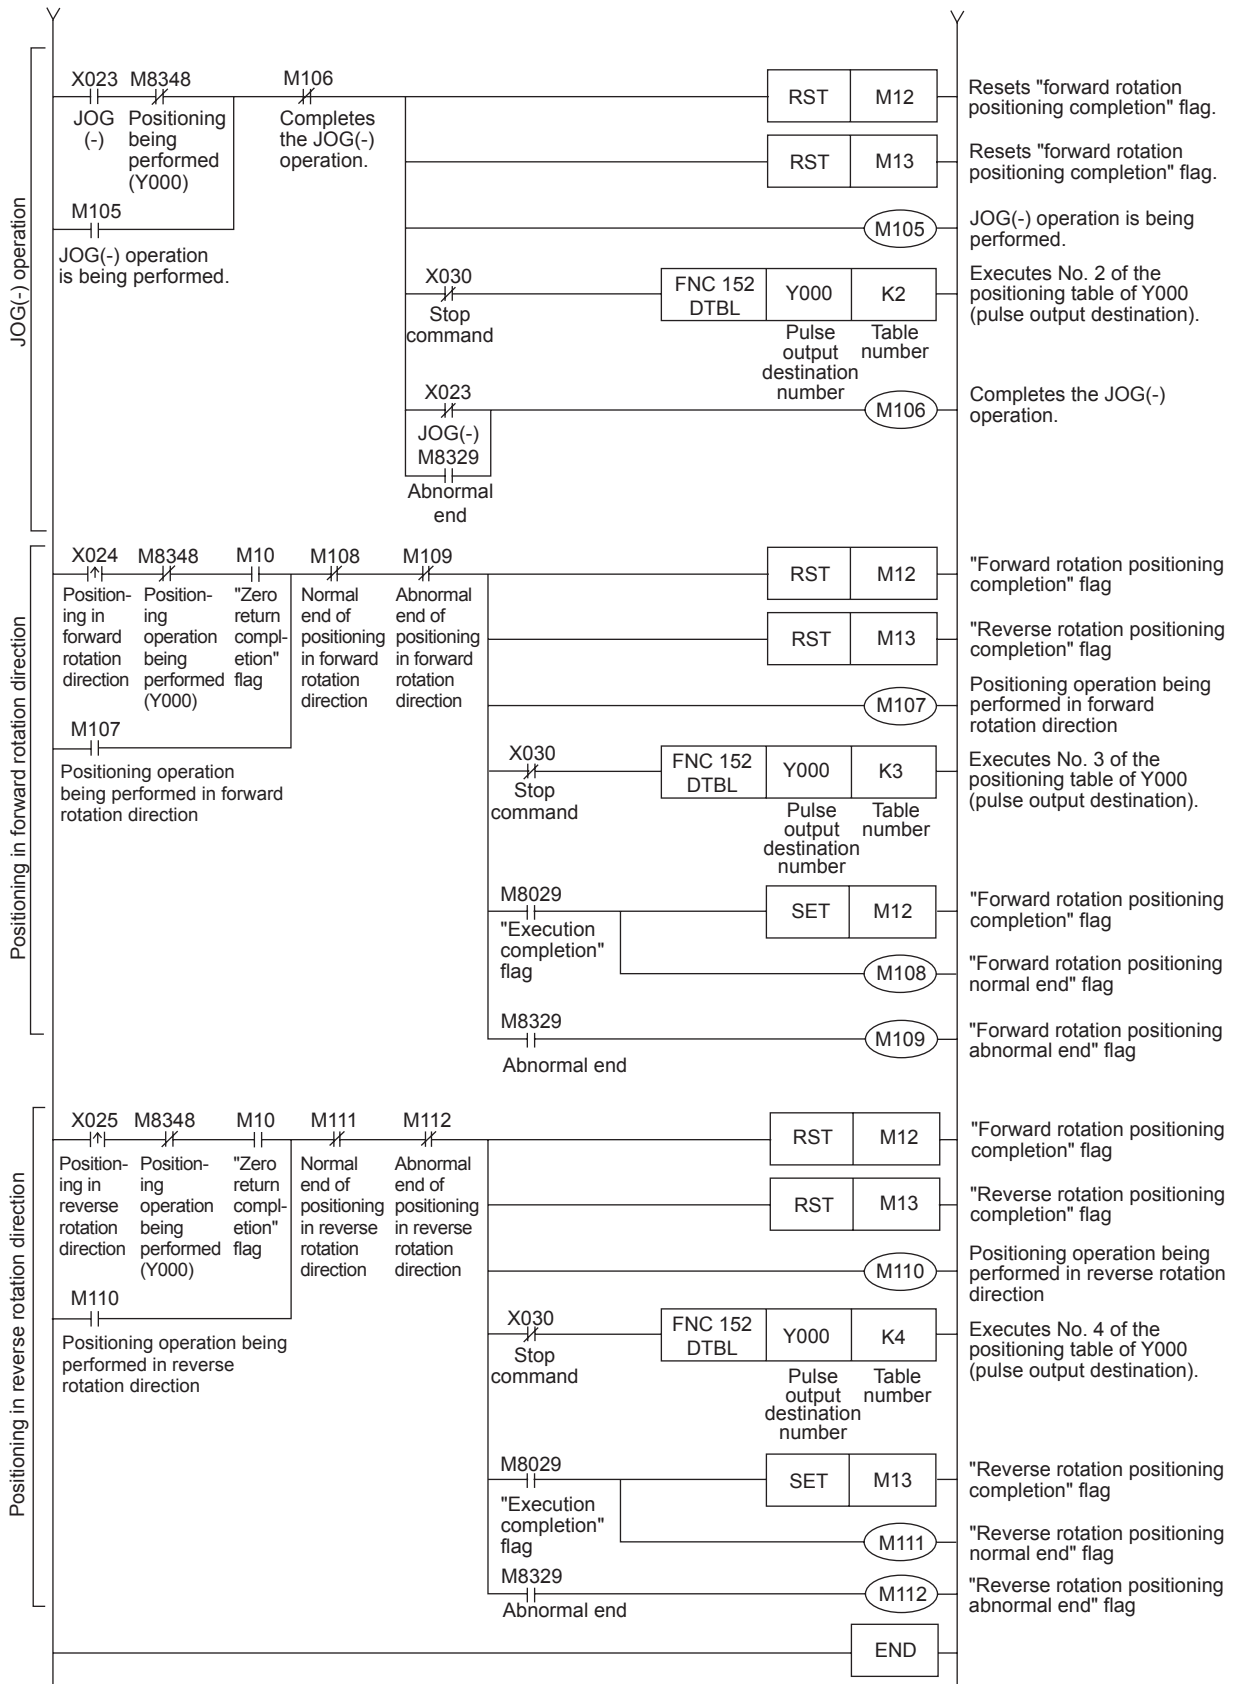 JOG(-) operation
X023 M8348 M106
JOG
(-)
Positioning
being
performed
(Y000)
Completes
the JOG(-)
operation.
RST M12
Resets "forward rotation
positioning completion" flag.
RST M13
Resets "forward rotation
positioning completion" flag.
M105
JOG(-) operation
is being performed.
M105
JOG(-) operation is being
performed.
X030
Stop
command
FNC 152
DTBL
Y000 K2
Pulse
output
destination
number
Table
number
Executes No. 2 of the
positioning table of Y000
(pulse output destination).
X023
JOG(-)
M8329
Abnormal
end
M106
Completes the JOG(-)
operation.
Positioning in forward rotation direction
X024 M8348 M10 M108 M109
Position-
ing in
forward
rotation
direction
Position-
ing
operation
being
performed
(Y000)
"Zero
return
compl-
etion"
flag
Normal
end of
positioning
in forward
rotation
direction
Abnormal
end of
positioning
in forward
rotation
direction
RST M12
"Forward rotation positioning
completion" flag
RST M13
"Reverse rotation positioning
completion" flag
M107
Positioning operation
being performed in forward
rotation direction
M107
Positioning operation being
performed in forward
rotation direction
X030
Stop
command
FNC 152
DTBL
Y000 K3
Pulse
output
destination
number
Table
number
Executes No. 3 of the
positioning table of Y000
(pulse output destination).
M8029
"Execution
completion"
flag
SET M12
"Forward rotation positioning
completion" flag
M108
"Forward rotation positioning
normal end" flag
M8329
Abnormal end
M109
"Forward rotation positioning
abnormal end" flag
Positioning in reverse rotation direction
X025 M8348 M10 M111 M112
Position-
ing in
reverse
rotation
direction
Position-
ing
operation
being
performed
(Y000)
"Zero
return
compl-
etion"
flag
Normal
end of
positioning
in reverse
rotation
direction
Abnormal
end of
positioning
in reverse
rotation
direction
RST M12
"Forward rotation positioning
completion" flag
RST M13
"Reverse rotation positioning
completion" flag
M110
Positioning operation being
performed in reverse
rotation direction
M110
Positioning operation being
performed in reverse rotation
direction
X030
Stop
command
FNC 152
DTBL
Y000 K4
Pulse
output
destination
number
Table
number
Executes No. 4 of the
positioning table of Y000
(pulse output destination).
M8029
"Execution
completion"
flag
SET M13
"Reverse rotation positioning
completion" flag
M111
"Reverse rotation positioning
normal end" flag
M8329
Abnormal end
M112
"Reverse rotation positioning
abnormal end" flag
END